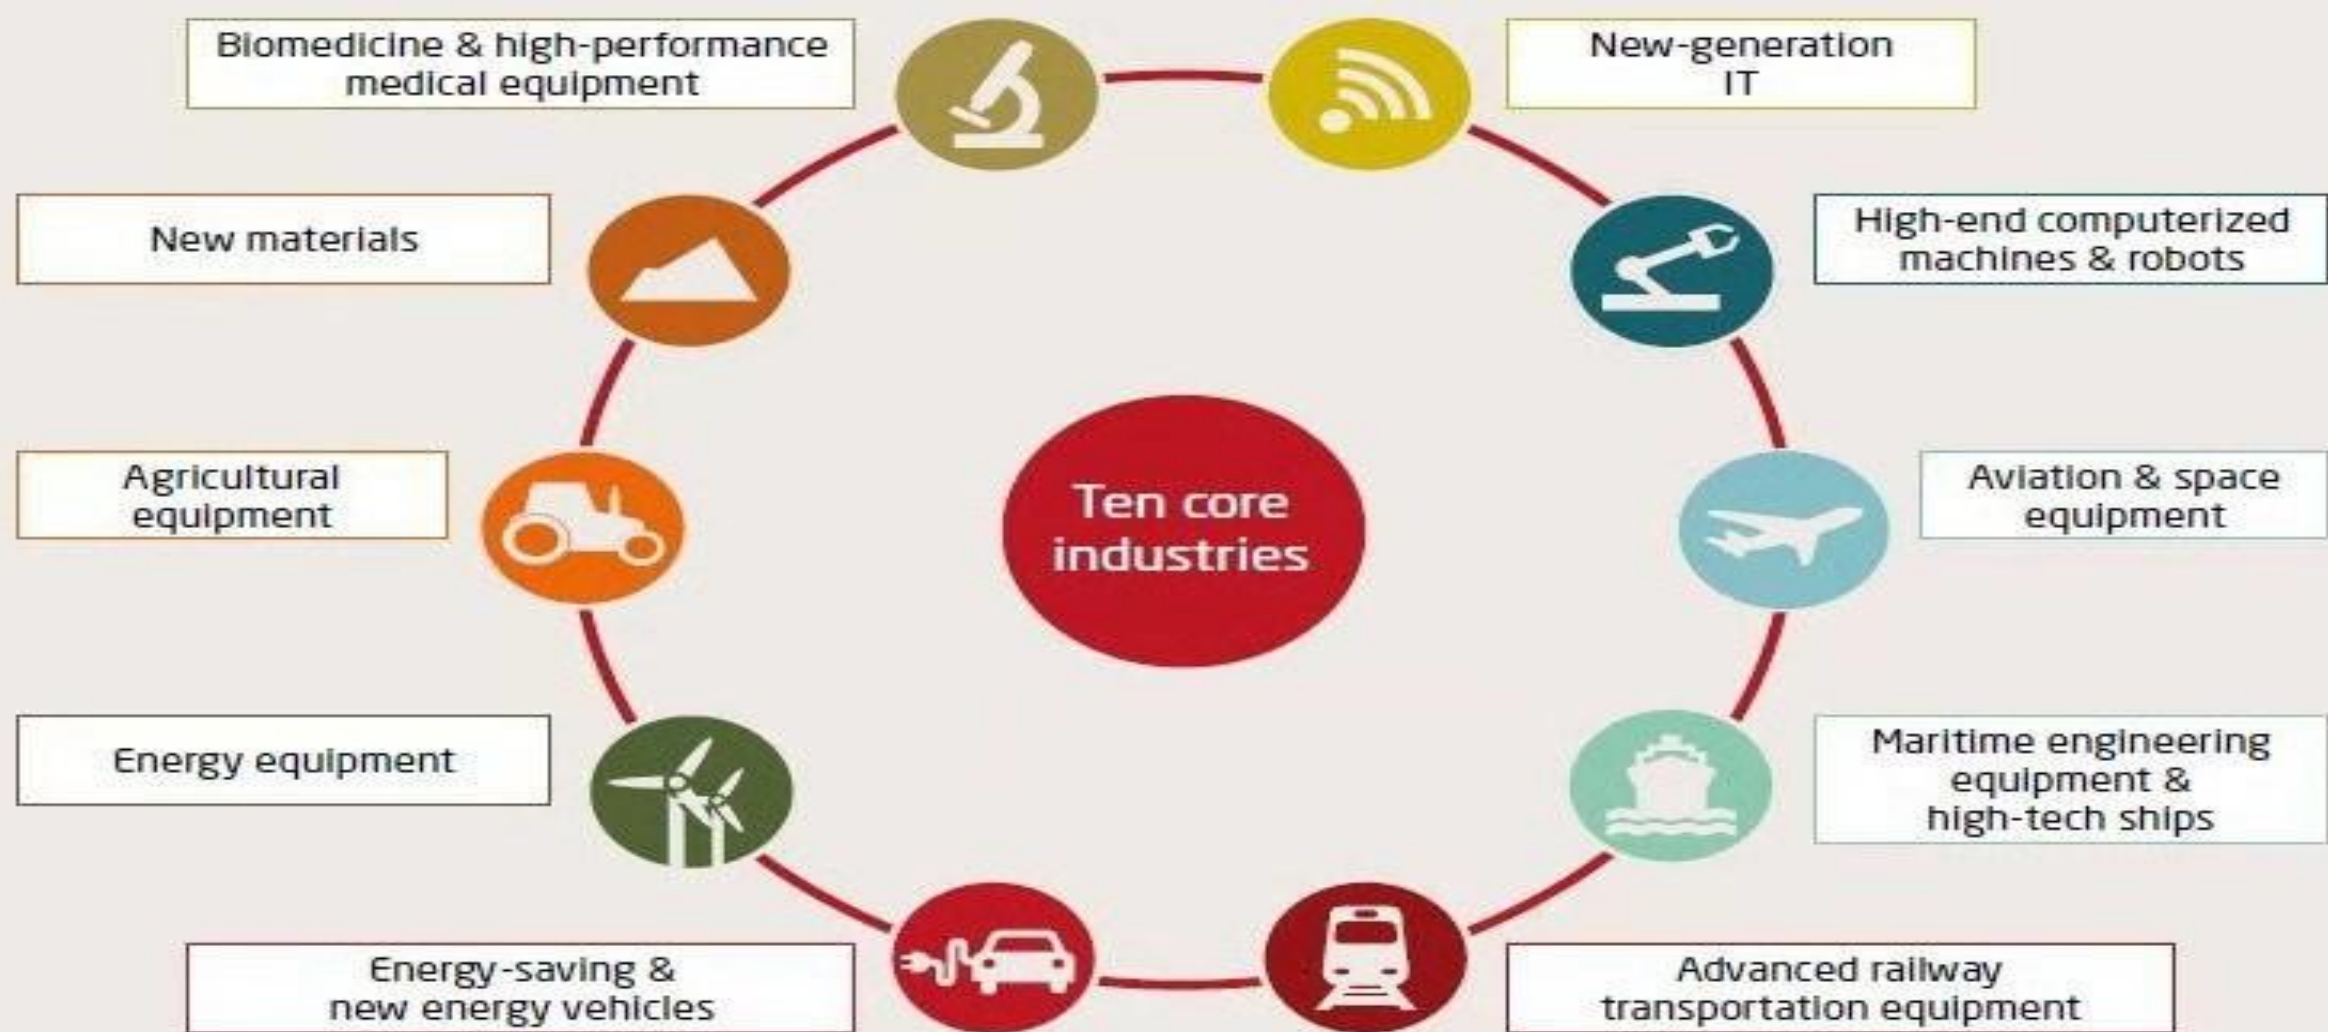 Biomedicine & high-performance
medical equipment
New-generation
IT
New materials
High-end computerized
machines & robots
Agricultural
equipment
Ten core
industries
Aviation & space
equipment
Energy equipment
Maritime engineering
equipment &
high-tech ships
Energy-saving &
new energy vehicles
Advanced railway
transportation equipment